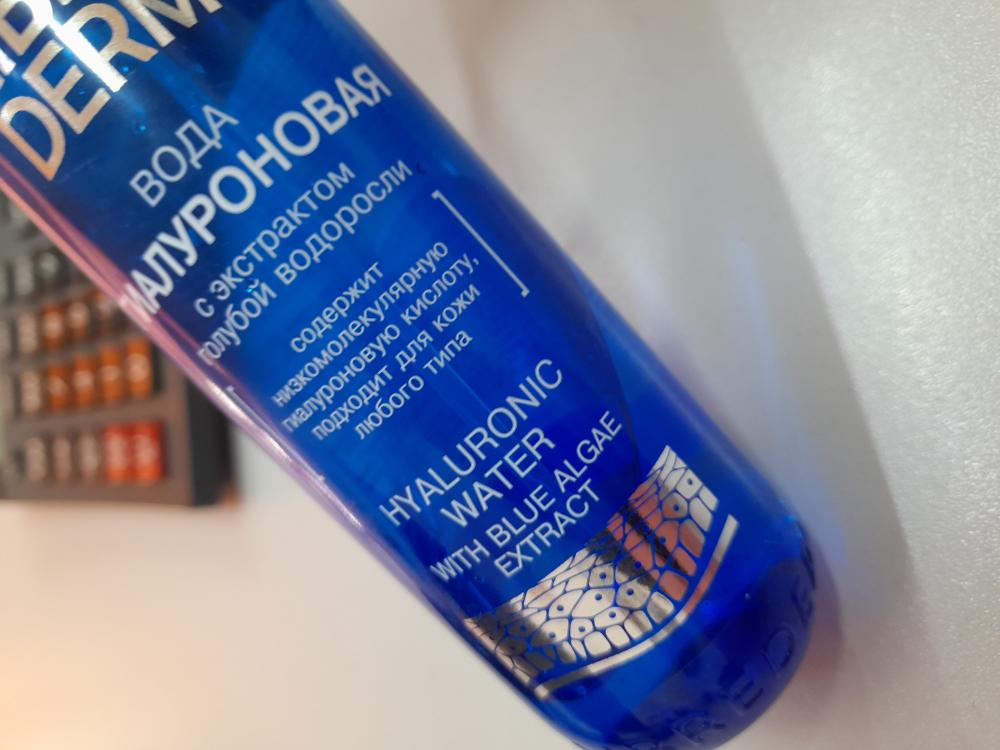 DERM
ВОДА
ИАЛУРОНОВАЯ
с экстрактом
голубой водоросли
содержит
низкомолекулярную
гиалуроновую кислоту,
подходит для кожи
любого типа
HYALURONIC
WATER
WITH BLUE ALGAE
EXTRACT